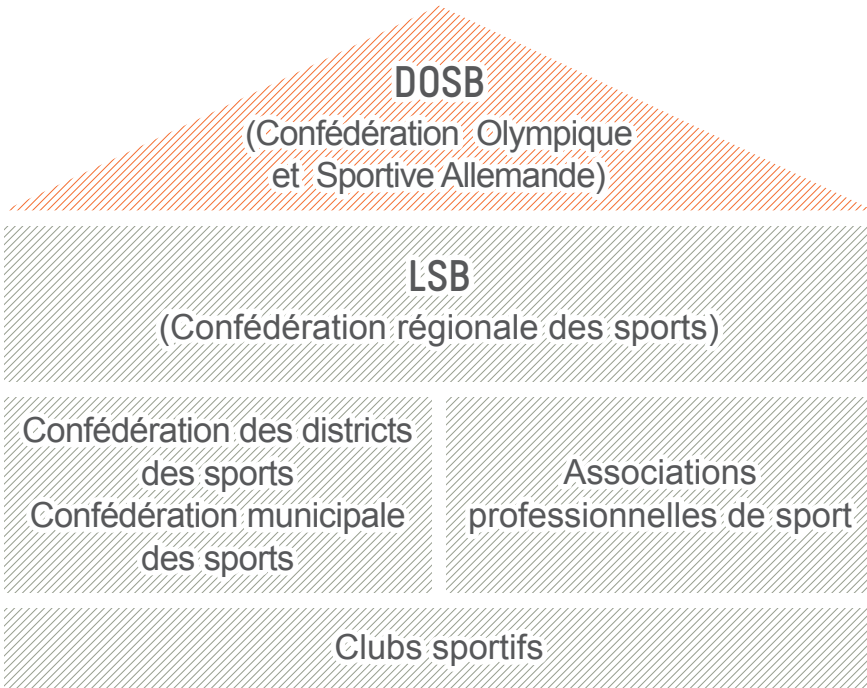 DOSB
(Confédération Olympique
et Sportive Allemande)
LSB
(Confédération régionale des sports)
Confédération des districts
des sports
Confédération municipale
des sports
Associations
professionnelles de sport
Clubs sportifs